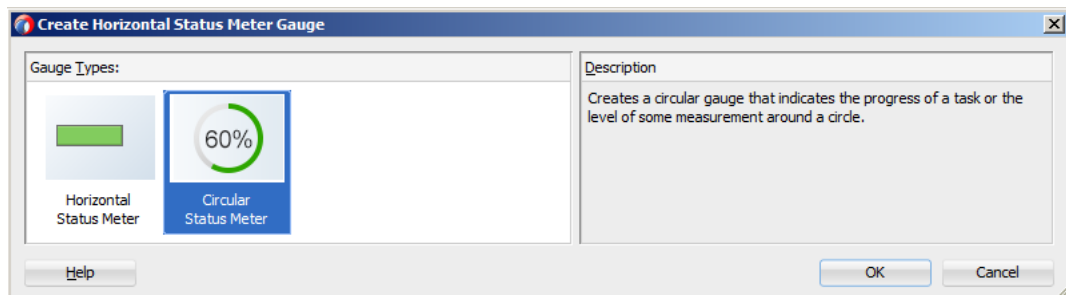 Create Horizontal Status Meter Gauge
Gauge Types:
Horizontal
Status Meter
60%
Circular
Status Meter
Description
Creates a circular gauge that indicates the progress of a task or the
level of some measurement around a circle.
Help
OK
Cancel